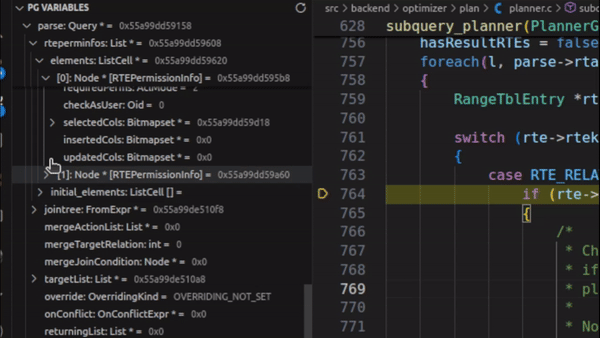 PG VARIABLES
parse: Query * = 0x55a99dd59158
rteperminfos: List * = 0x55a99dd59608
elements: ListCell * = 0x55a99dd59620
[0]: Node * [RTEPermissionInfo] = 0x55a99dd595b8
requiredPerms: AclMode = 2
checkAsUser: Oid = 0
selectedCols: Bitmapset * = 0x55a99dd59d18
insertedCols: Bitmapset * = 0x0
updatedCols: Bitmapset * = 0x0
[1]: Node * [RTEPermissionInfo] = 0x55a99dd59a60
initial_elements: ListCell [] =
jointree: FromExpr * = 0x55a99de510f8
mergeActionList: List * = 0x0
mergeTargetRelation: int = 0
mergeJoinCondition: Node * = 0x0
targetList: List * = 0x55a99de510a8
override: OverridingKind = OVERRIDING_NOT_SET
onConflict: OnConflictExpr * = 0x0
returningList: List * = 0x0
src > backend > optimizer > plan > planner.c >
628 subquery_planner(PlannerG
756 hasResultRTEs = false
757 foreach(l, parse->rta
758 {
759 RangeTblEntry *rt
760
761 switch (rte->rtek
762 {
763 case RTE_RELA
764 if (rte->
765 {
766 /*
767 * Ch
768 * if
769 * pl
770 *
771 * No